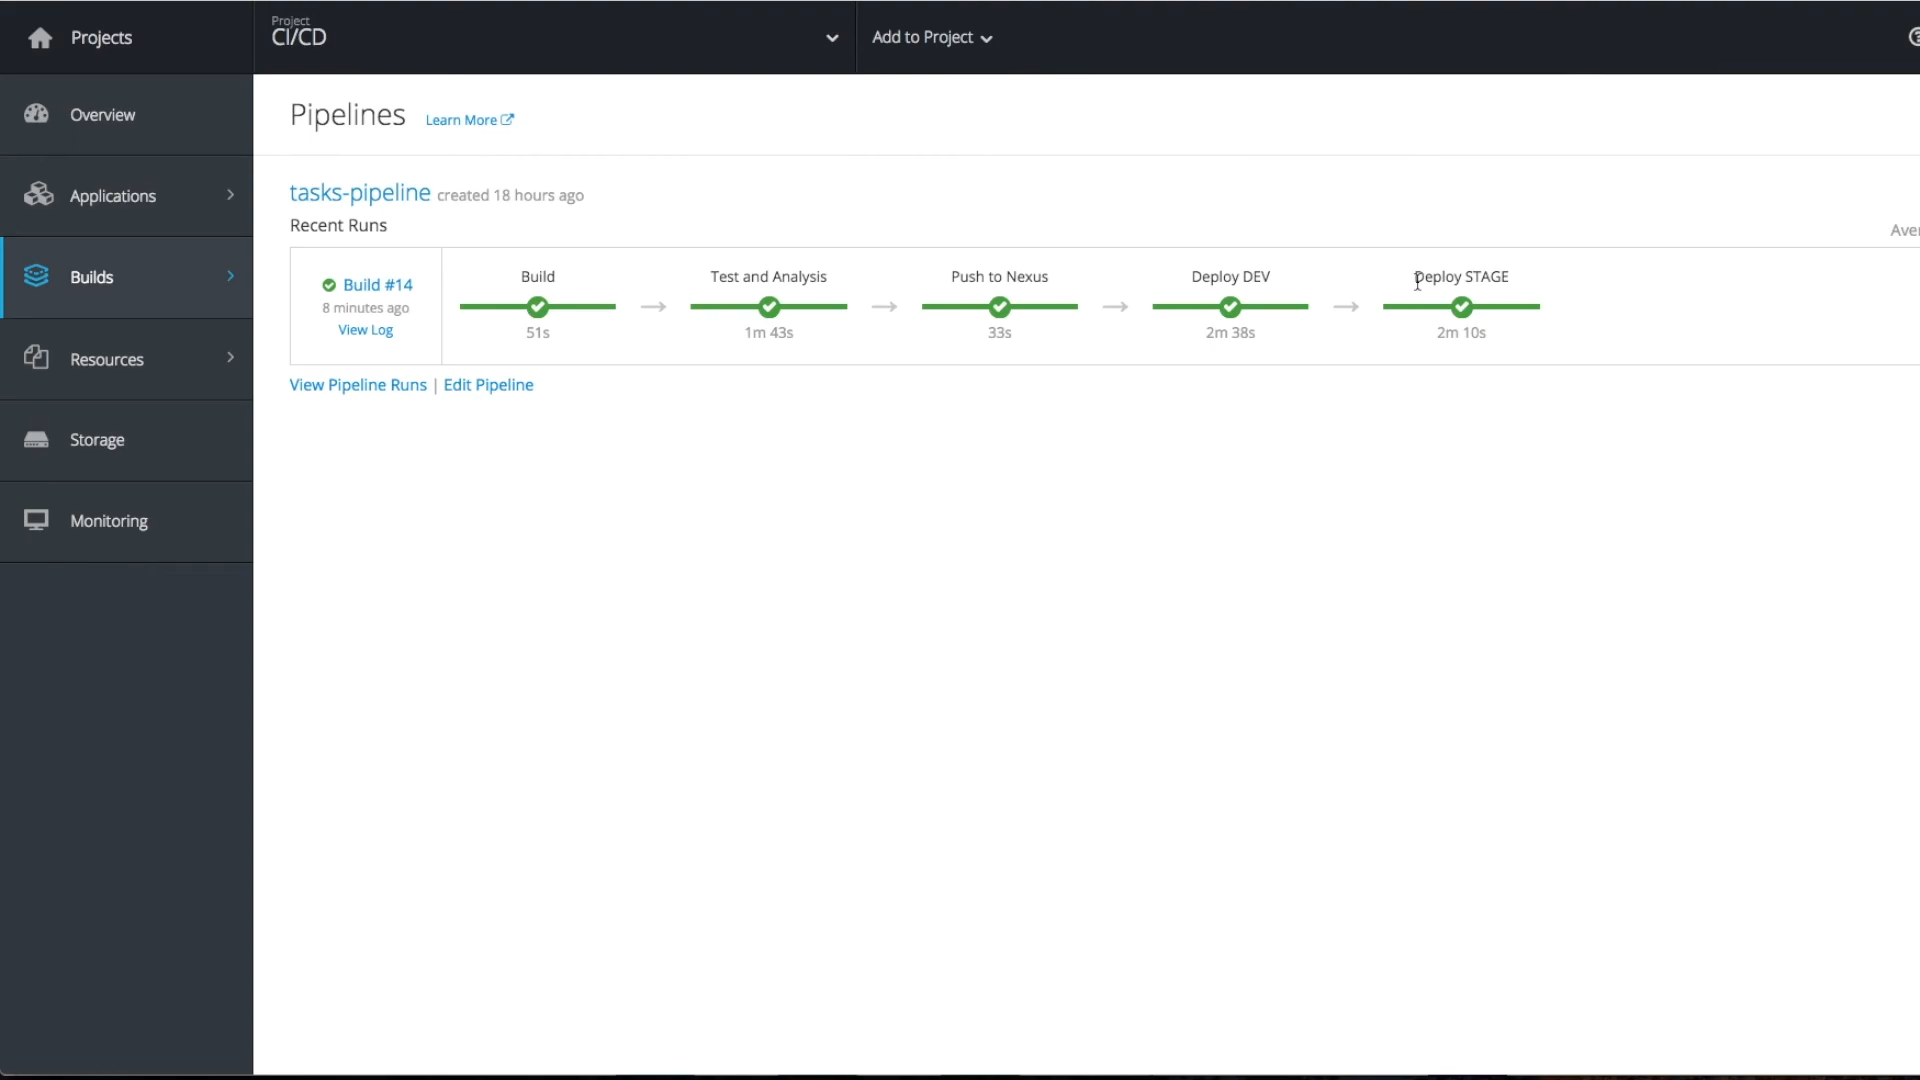 Projects
Project
CI/CD
Add to Project
Overview
Applications
Builds
Resources
Storage
Monitoring
Pipelines Learn More
tasks-pipeline created 18 hours ago
Recent Runs
Aver
Build #14
8 minutes ago
View Log
Build
51s
Test and Analysis
1m 43s
Push to Nexus
33s
Deploy DEV
2m 38s
Deploy STAGE
2m 10s
View Pipeline Runs | Edit Pipeline